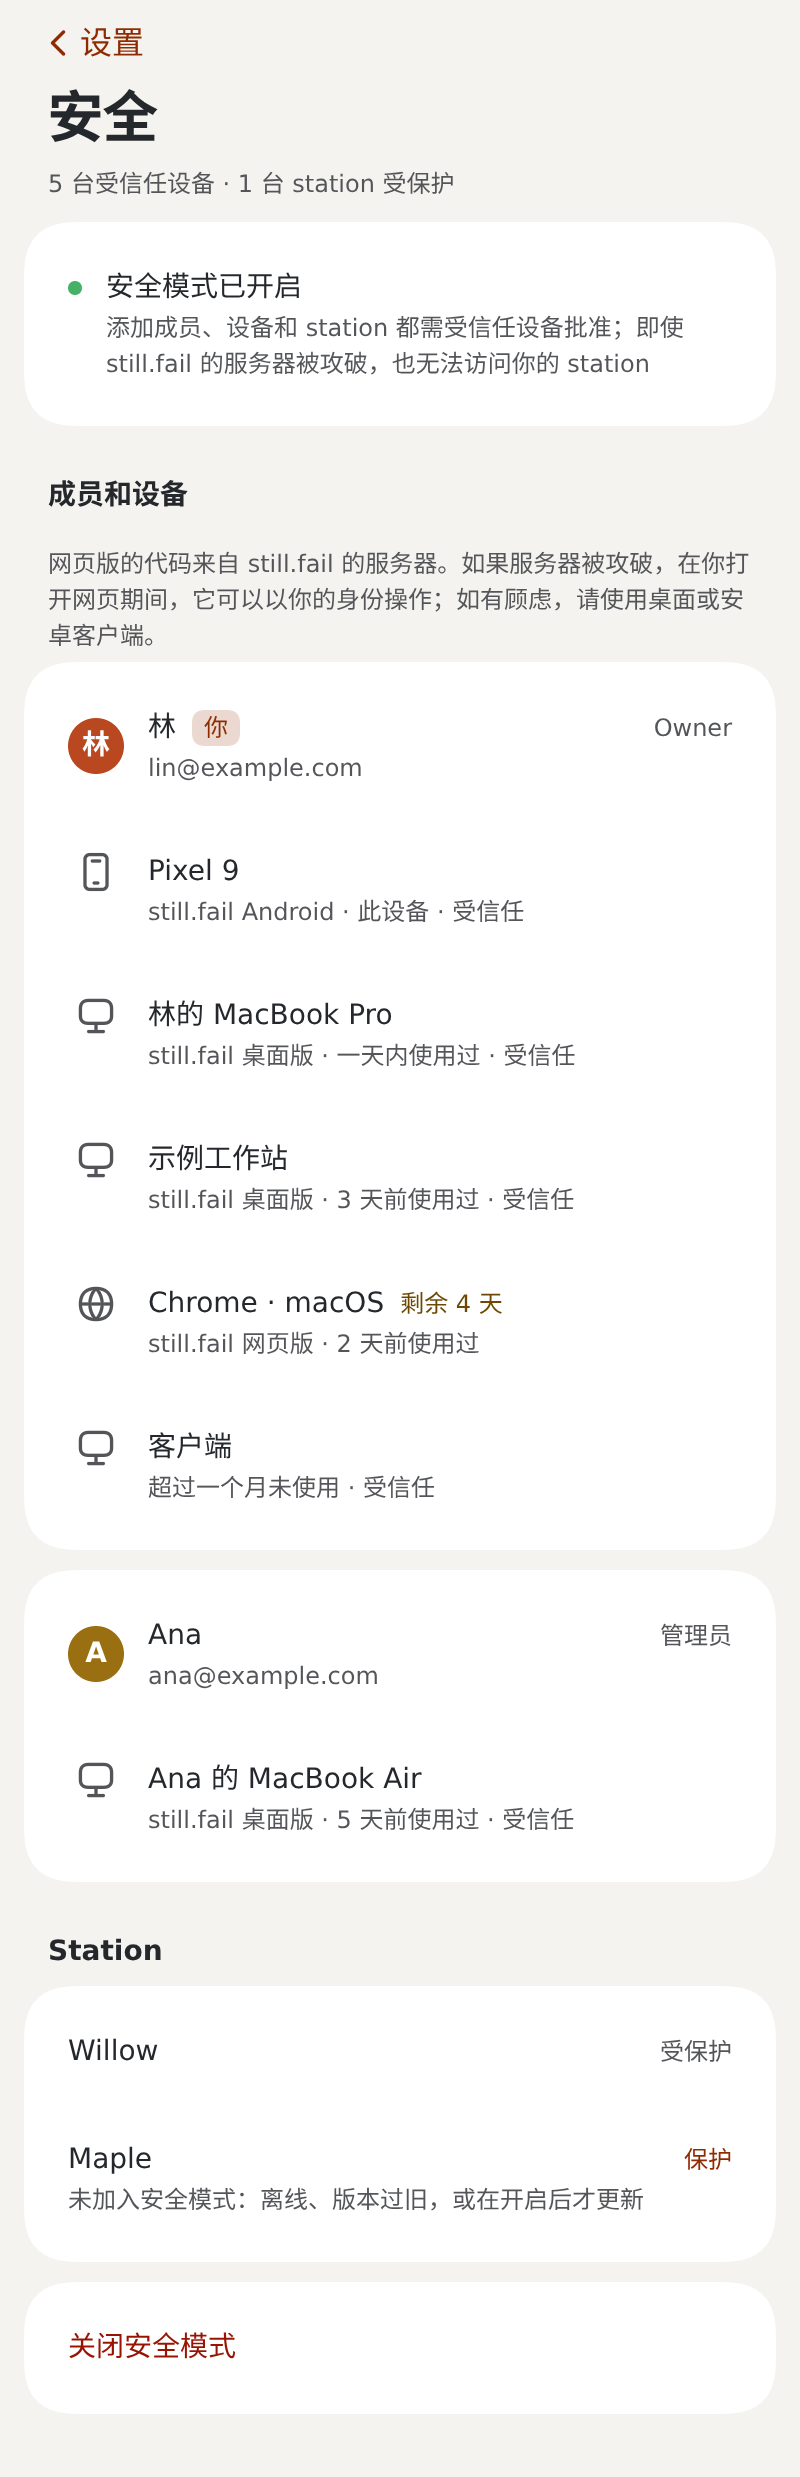 设置
安全
5 台受信任设备 · 1 台 station 受保护
安全模式已开启
添加成员、设备和 station 都需受信任设备批准；即使
still.fail 的服务器被攻破，也无法访问你的 station
成员和设备
网页版的代码来自 still.fail 的服务器。如果服务器被攻破，在你打
开网页期间，它可以以你的身份操作；如有顾虑，请使用桌面或安
卓客户端。
林
林 你
Owner
lin@example.com
Pixel 9
still.fail Android · 此设备 · 受信任
林的 MacBook Pro
still.fail 桌面版 · 一天内使用过 · 受信任
示例工作站
still.fail 桌面版 · 3 天前使用过 · 受信任
Chrome · macOS 剩余 4 天
still.fail 网页版 · 2 天前使用过
客户端
超过一个月未使用 · 受信任
A
Ana
管理员
ana@example.com
Ana 的 MacBook Air
still.fail 桌面版 · 5 天前使用过 · 受信任
Station
Willow
受保护
Maple
保护
未加入安全模式：离线、版本过旧，或在开启后才更新
关闭安全模式